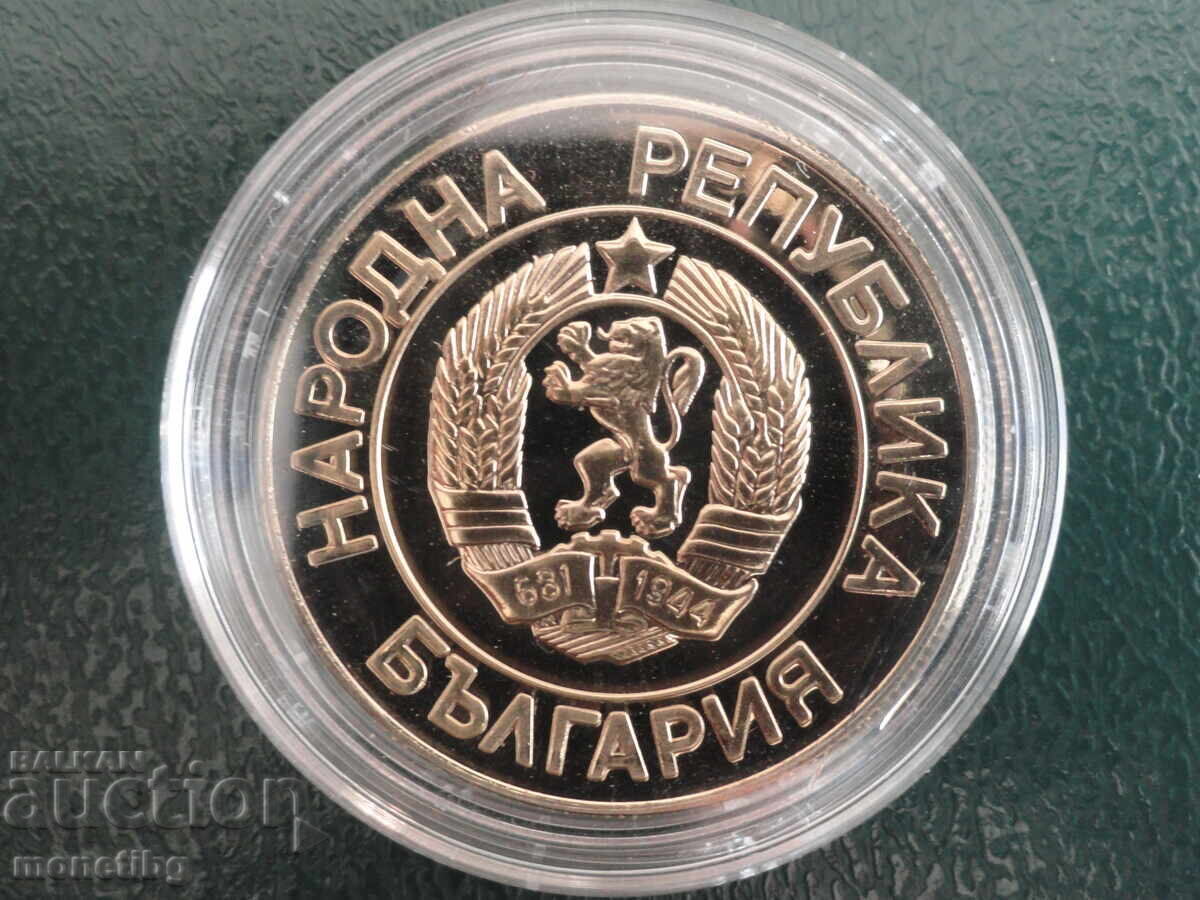 НАРОДНА РЕПУБЛИКА
БЪЛГАРИЯ
681 1944
BALKAN
auction
monetibg